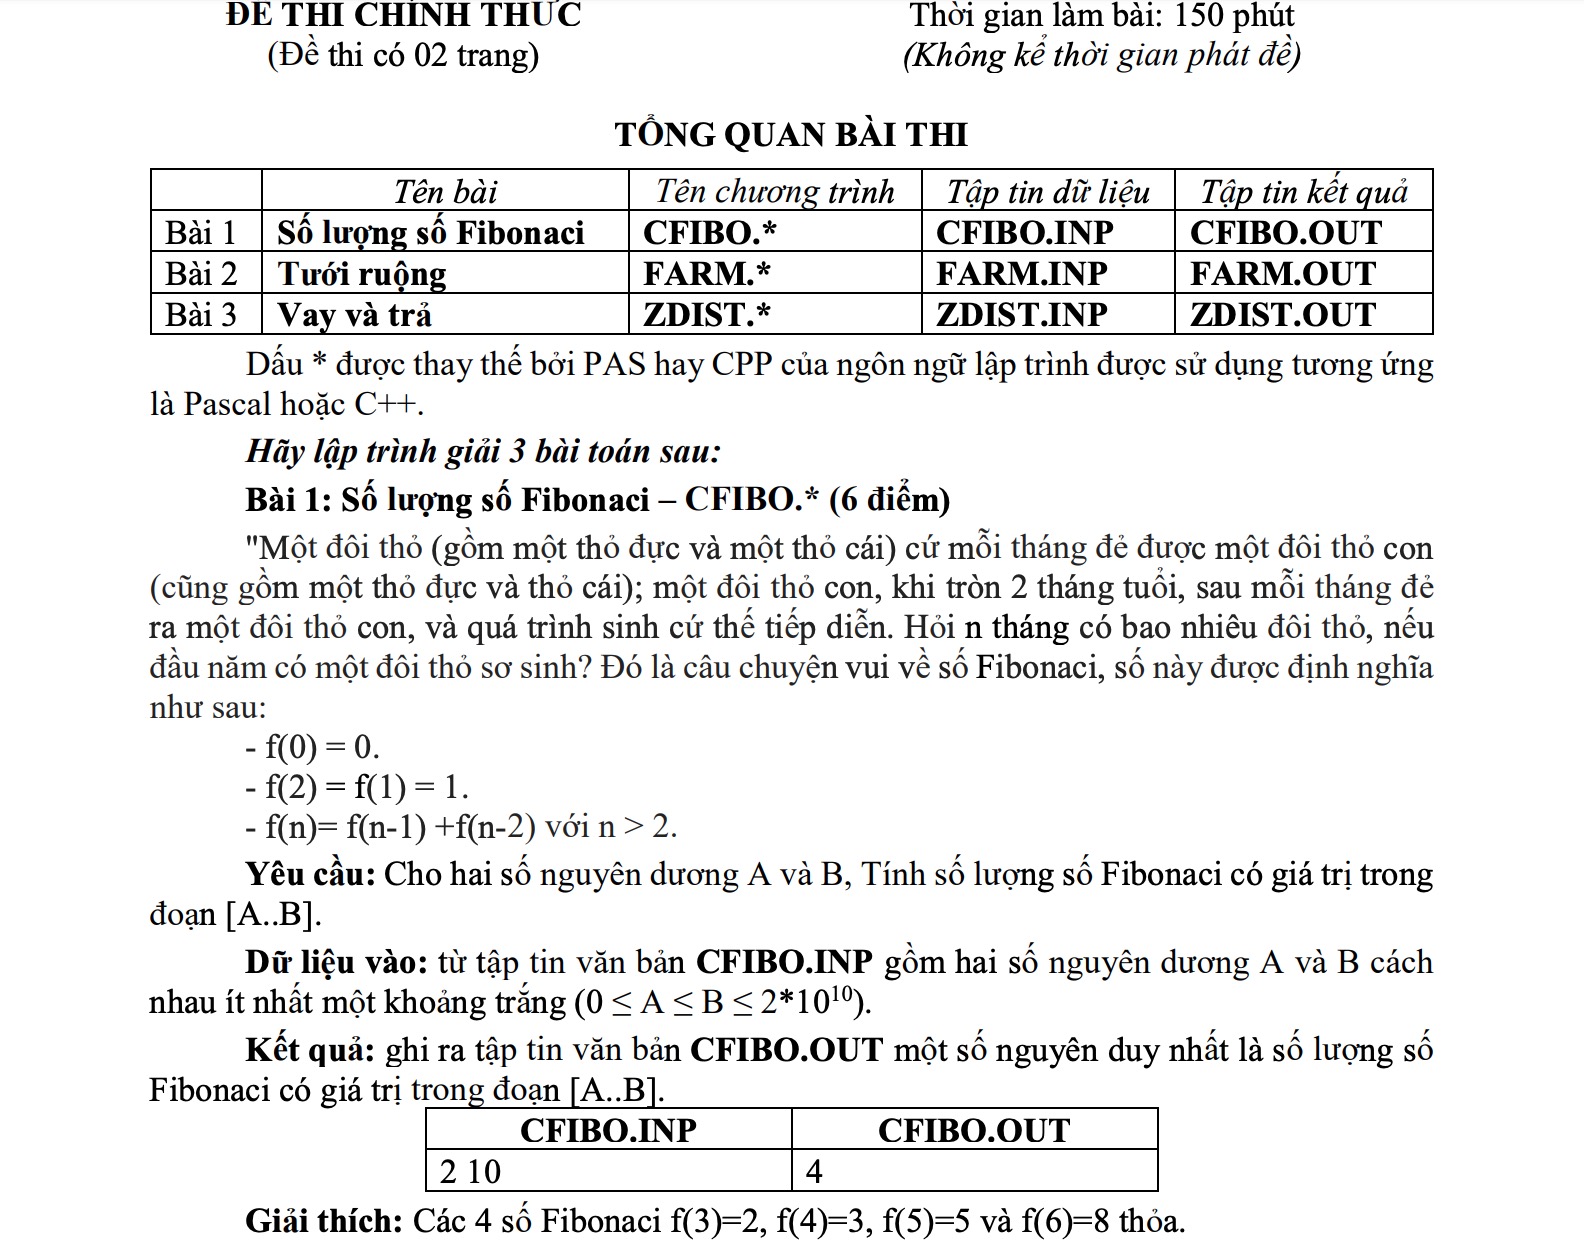 ĐỀ THI CHÍNH THỨC
Thời gian làm bài: 150 phút
(Đề thi có 02 trang)
(Không kể thời gian phát đề)
TỔNG QUAN BÀI THI
Tên bài Tên chương trình Tập tin dữ liệu Tập tin kết quả
Bài 1 Số lượng số Fibonaci CFIBO.* CFIBO.INP CFIBO.OUT
Bài 2 Tưới ruộng FARM.* FARM.INP FARM.OUT
Bài 3 Vay và trả ZDIST.* ZDIST.INP ZDIST.OUT
Dấu * được thay thế bởi PAS hay CPP của ngôn ngữ lập trình được sử dụng tương ứng
là Pascal hoặc C++.
Hãy lập trình giải 3 bài toán sau:
Bài 1: Số lượng số Fibonaci – CFIBO.* (6 điểm)
"Một đôi thỏ (gồm một thỏ đực và một thỏ cái) cứ mỗi tháng đẻ được một đôi thỏ con
(cũng gồm một thỏ đực và thỏ cái); một đôi thỏ con, khi tròn 2 tháng tuổi, sau mỗi tháng đẻ
ra một đôi thỏ con, và quá trình sinh cứ thế tiếp diễn. Hỏi n tháng có bao nhiêu đôi thỏ, nếu
đầu năm có một đôi thỏ sơ sinh? Đó là câu chuyện vui về số Fibonaci, số này được định nghĩa
như sau:
- f(0) = 0.
- f(2) = f(1) = 1.
- f(n)= f(n-1) +f(n-2) với n > 2.
Yêu cầu: Cho hai số nguyên dương A và B, Tính số lượng số Fibonaci có giá trị trong
đoạn [A..B].
Dữ liệu vào: từ tập tin văn bản CFIBO.INP gồm hai số nguyên dương A và B cách
nhau ít nhất một khoảng trắng (0 ≤ A ≤ B ≤ 2*10¹⁰).
Kết quả: ghi ra tập tin văn bản CFIBO.OUT một số nguyên duy nhất là số lượng số
Fibonaci có giá trị trong đoạn [A..B].
CFIBO.INP CFIBO.OUT
2 10 4
Giải thích: Các 4 số Fibonaci f(3)=2, f(4)=3, f(5)=5 và f(6)=8 thỏa.